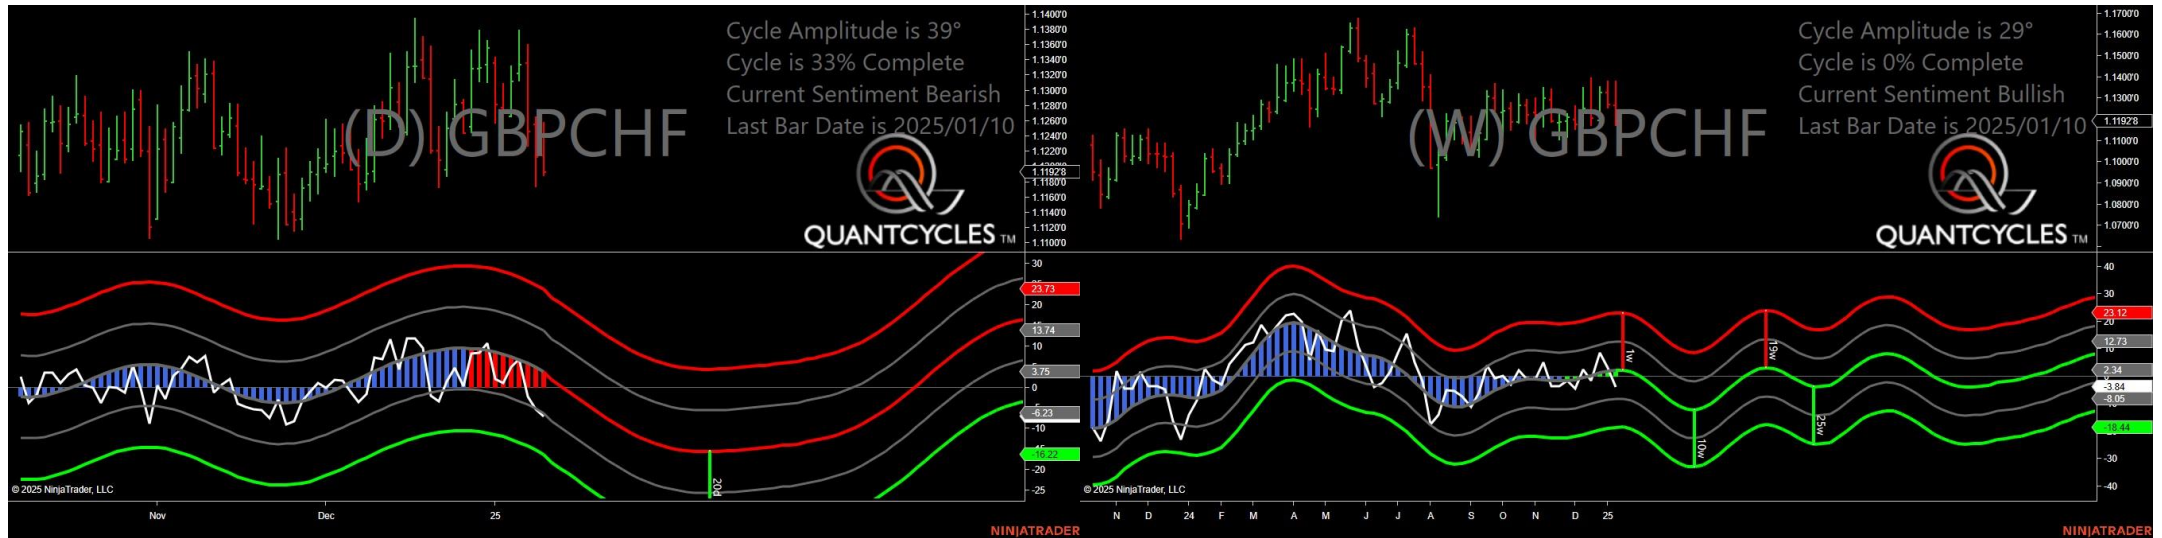 Cycle Amplitude is 39°
Cycle is 33% Complete
Current Sentiment Bearish
Last Bar Date is 2025/01/10
(D) GBPCHF
QUANTCYCLES TM
1.1400'0
1.1380'0
1.1360'0
1.1340'0
1.1320'0
1.1300'0
1.1280'0
1.1260'0
1.1240'0
1.1220'0
1.1192'8
1.1180'0
1.1160'0
1.1140'0
1.1120'0
1.1100'0
30
23.73
20
13.74
10
3.75
0
-6.23
-10
-16.22
-20
-25
20d
© 2025 NinjaTrader, LLC
Nov
Dec
25
NINJATRADER
Cycle Amplitude is 29°
Cycle is 0% Complete
Current Sentiment Bullish
Last Bar Date is 2025/01/10
(W) GBPCHF
QUANTCYCLES TM
1.1700'0
1.1600'0
1.1500'0
1.1400'0
1.1300'0
1.1192'8
1.1000'0
1.0900'0
1.0800'0
1.0700'0
40
30
23.12
20
12.73
2.34
-3.84
-8.05
-18.44
-30
-40
1w
10w
19w
25w
© 2025 NinjaTrader, LLC
N D 24 F M A M J J A S O N D 25
NINJATRADER